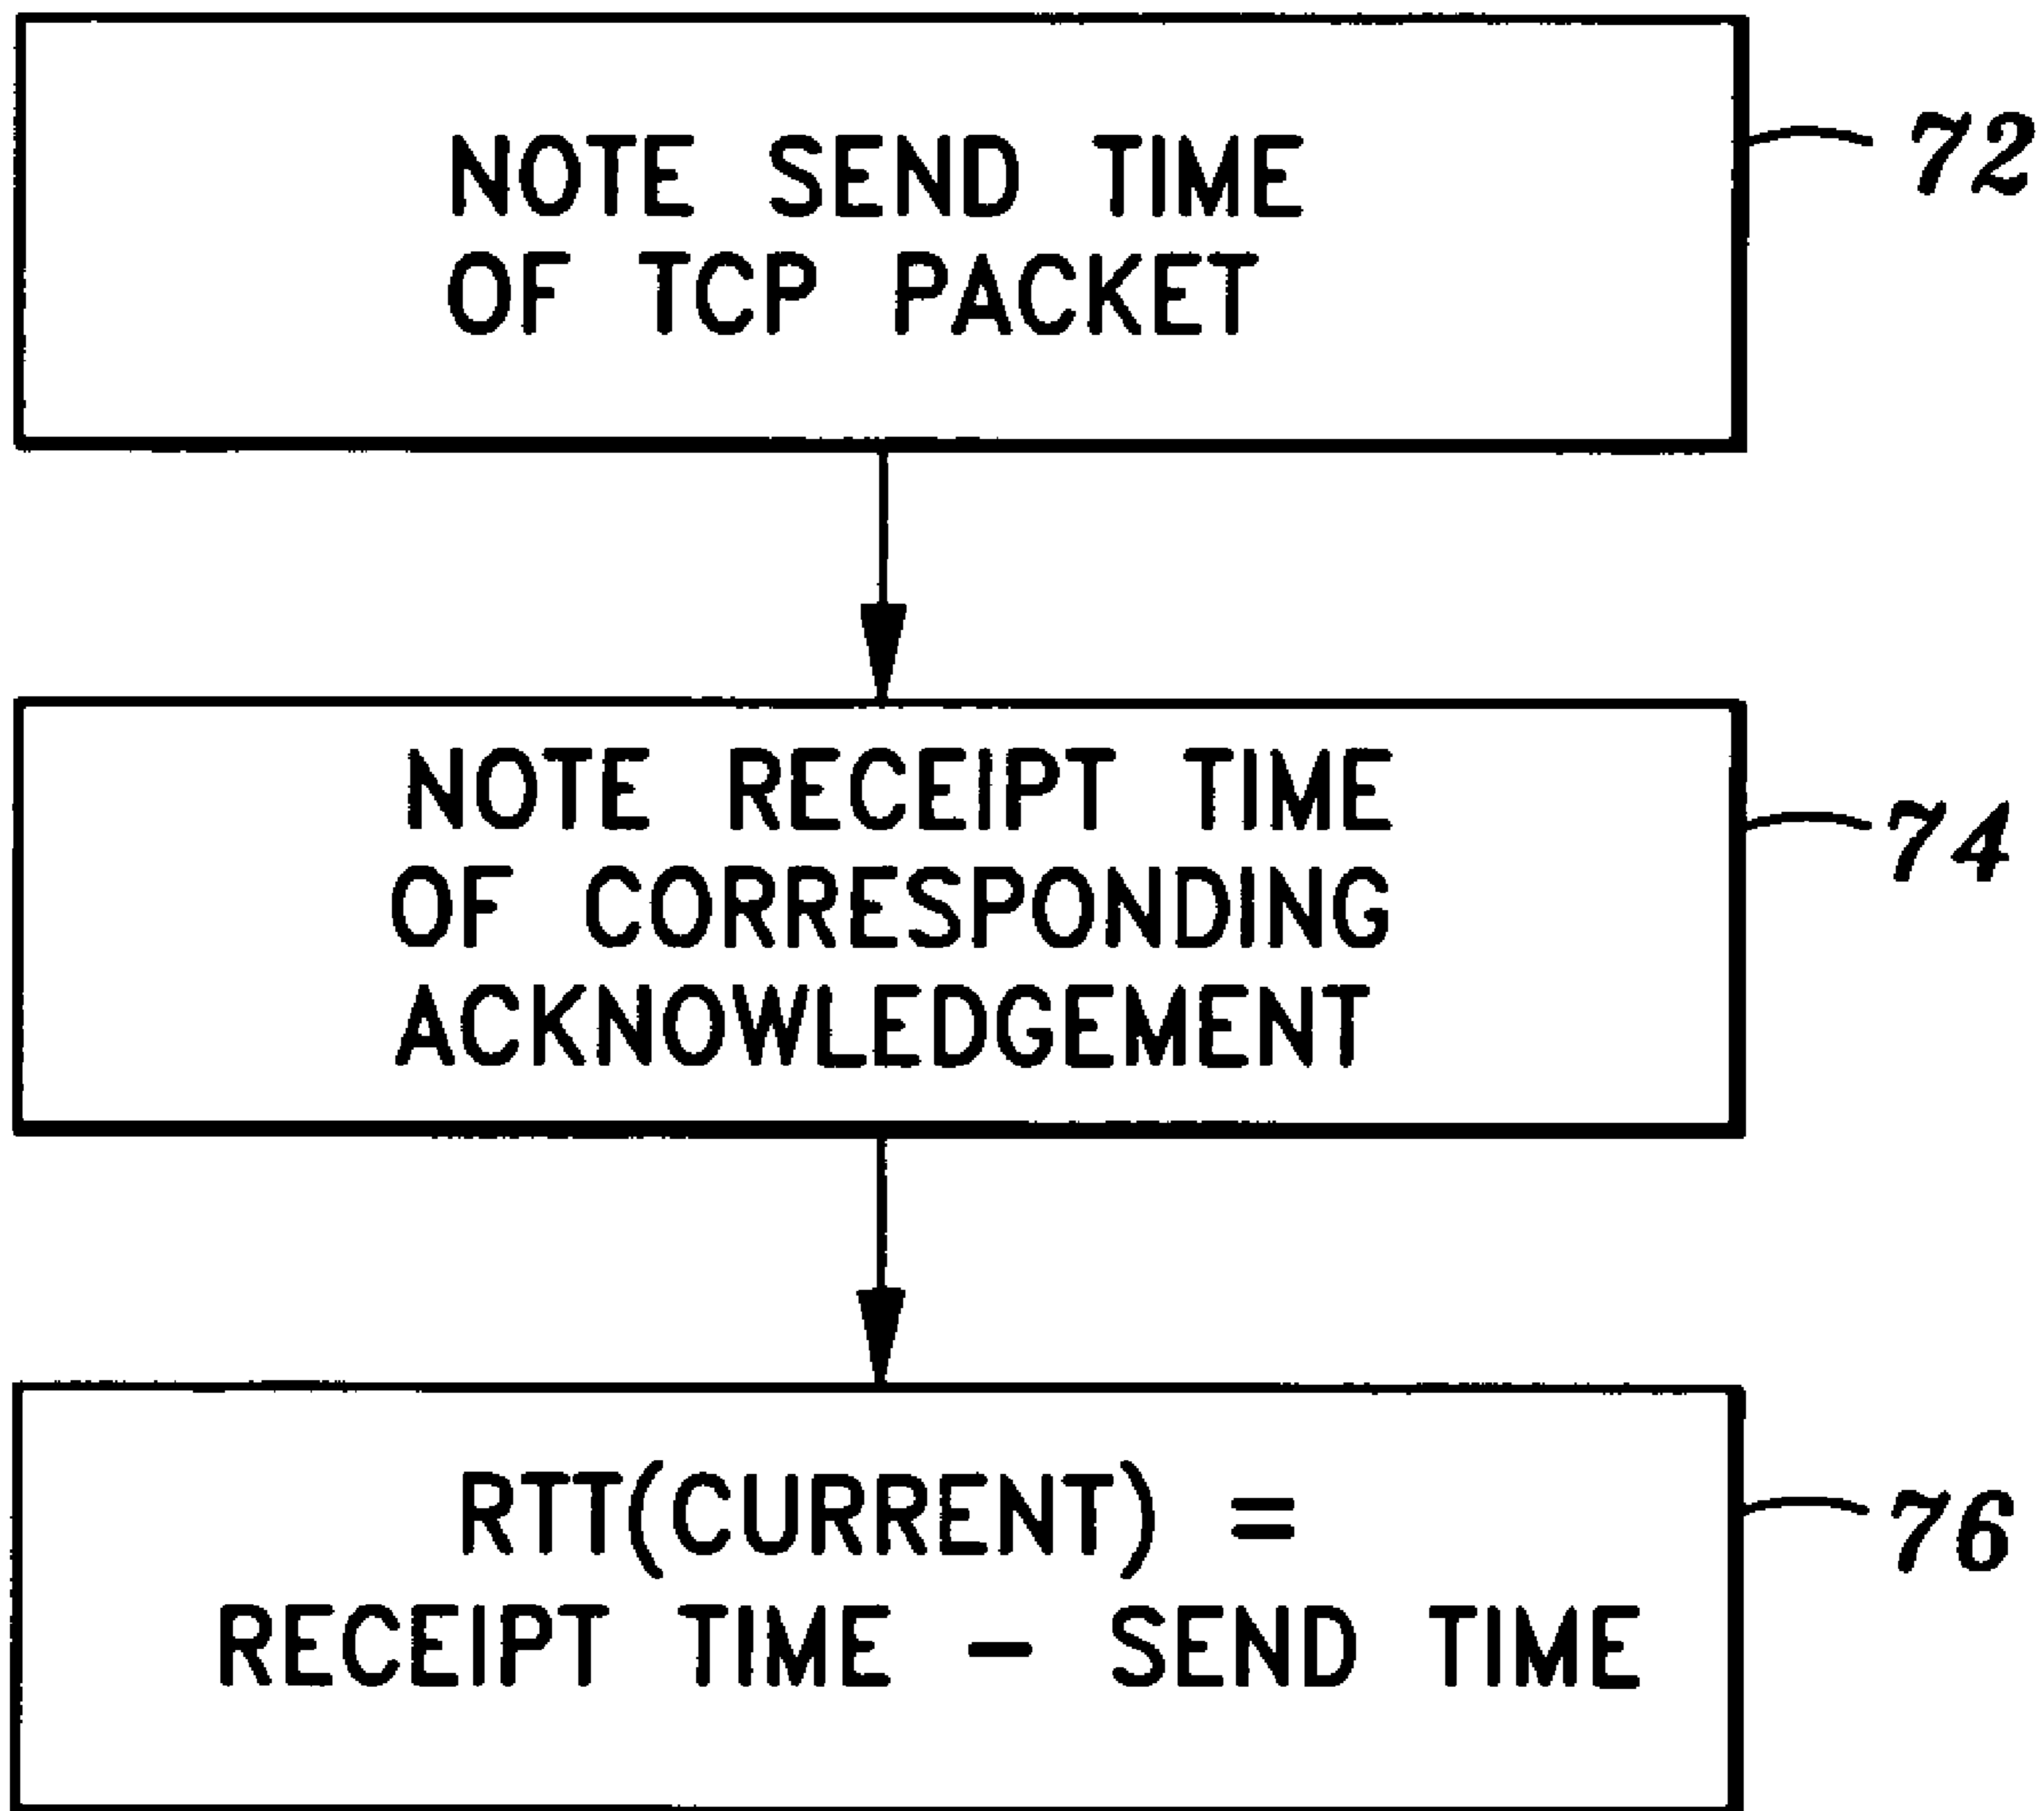 NOTE SEND TIME
OF TCP PACKET
72
NOTE RECEIPT TIME
OF CORRESPONDING
ACKNOWLEDGEMENT
74
RTT(CURRENT) =
RECEIPT TIME - SEND TIME
76